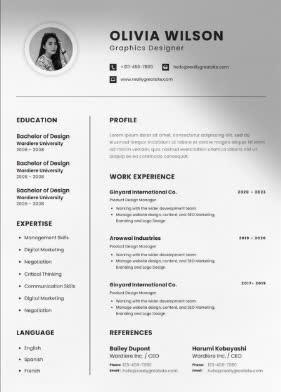 OLIVIA WILSON
Graphics Designer
+123-456-7890
hello@reallygreatsite.com
www.reallygreatsite.com
EDUCATION
Bachelor of Design
Wardiere University
2006 - 2008
Bachelor of Design
Wardiere University
2006 - 2008
Bachelor of Design
Wardiere University
2006 - 2008
EXPERTISE
Management Skills
Digital Marketing
Negotiation
Critical Thinking
Communication Skills
Digital Marketing
Negotiation
LANGUAGE
English
Spanish
French
PROFILE
Lorem ipsum dolor sit amet, consectetur adipiscing elit, sed do
eiusmod tempor incididunt ut labore et dolore magna aliqua. Ut enim
ad minim veniam, quis nostrud exercitation ullamco laboris nisi ut
commodo consequat.
WORK EXPERIENCE
Ginyard International Co.
2020 - 2023
Product Design Manager
Working with the wider development team.
Manage website design, content, and SEO Marketing,
Branding and Logo Design
Arowwai Industries
2019 - 2020
Product Design Manager
Working with the wider development team.
Manage website design, content, and SEO Marketing,
Branding and Logo Design
Ginyard International Co.
2017 - 2019
Product Design Manager
Working with the wider development team.
Manage website design, content, and SEO Marketing,
Branding and Logo Design
REFERENCES
Bailey Dupont
Wardiere Inc. / CEO
Phone: 123-456-7890
Email: hello@reallygreatsite.com
Harumi Kobayashi
Wardiere Inc. / CEO
Phone: 123-456-7890
Email: hello@reallygreatsite.com